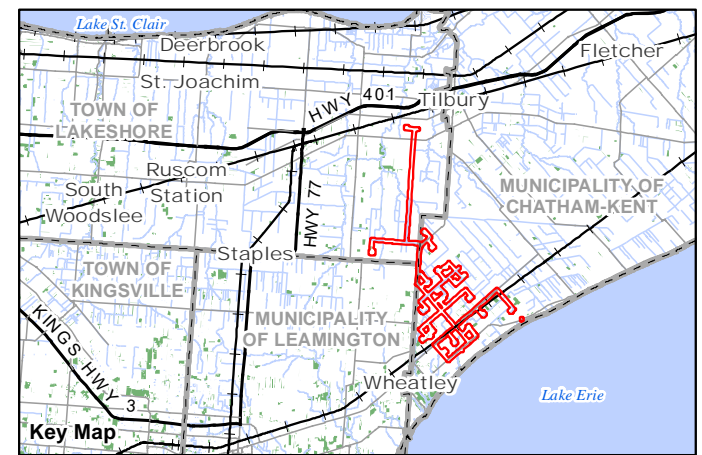 Lake St. Clair
Deerbrook
Fletcher
St. Joachim
HWY 401
Tilbury
TOWN OF
LAKESHORE
Ruscom
Station
South
Woodslee
HWY 77
MUNICIPALITY OF
CHATHAM-KENT
Staples
TOWN OF
KINGSVILLE
KINGS HWY 3
MUNICIPALITY
OF LEAMINGTON
Wheatley
Lake Erie
Key Map